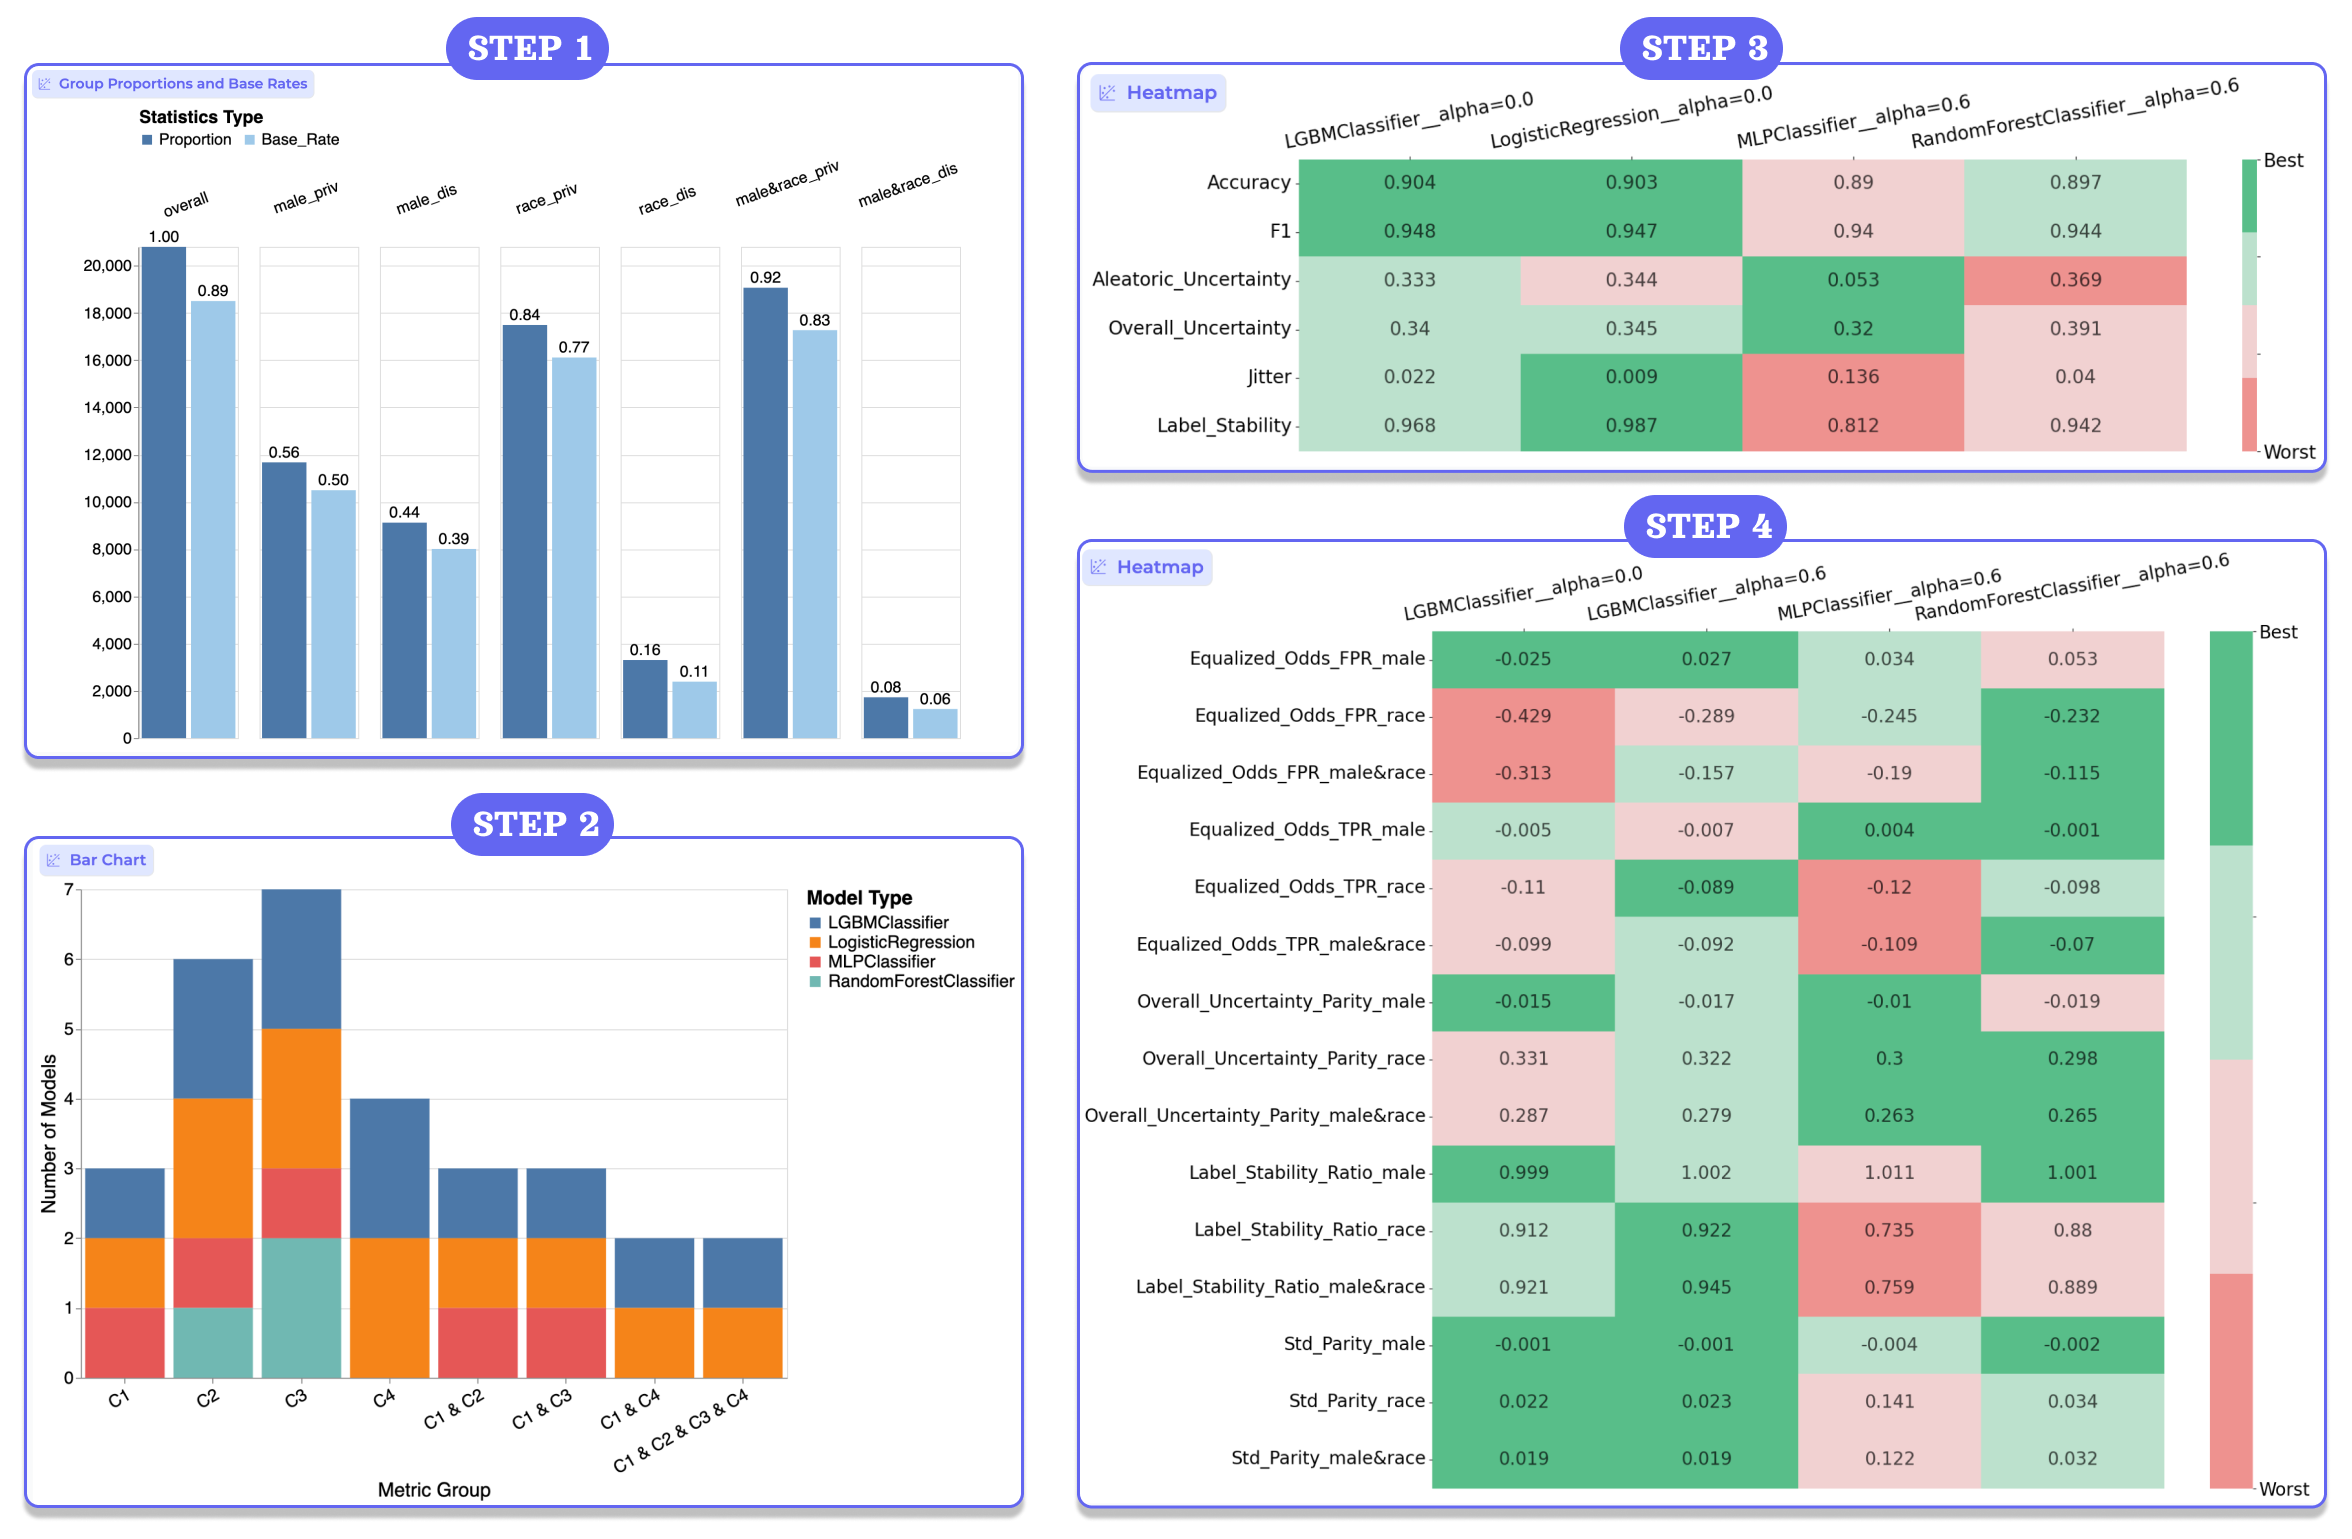 STEP 1
Group Proportions and Base Rates
Statistics Type
Proportion Base_Rate
overall male_priv male_dis race_priv race_dis male&race_priv male&race_dis
1.00 0.89 0.56 0.50 0.44 0.39 0.84 0.77 0.16 0.11 0.92 0.83 0.08 0.06
20,000
18,000
16,000
14,000
12,000
10,000
8,000
6,000
4,000
2,000
0
STEP 2
Bar Chart
Number of Models
7
6
5
4
3
2
1
0
C1 C2 C3 C4 C1 & C2 C1 & C3 C1 & C4 C1 & C2 & C3 & C4
Metric Group
Model Type
LGBMClassifier
LogisticRegression
MLPClassifier
RandomForestClassifier
STEP 3
Heatmap
LGBMClassifier__alpha=0.0 LogisticRegression__alpha=0.0 MLPClassifier__alpha=0.6 RandomForestClassifier__alpha=0.6
Accuracy 0.904 0.903 0.89 0.897
F1 0.948 0.947 0.94 0.944
Aleatoric_Uncertainty 0.333 0.344 0.053 0.369
Overall_Uncertainty 0.34 0.345 0.32 0.391
Jitter 0.022 0.009 0.136 0.04
Label_Stability 0.968 0.987 0.812 0.942
Best
Worst
STEP 4
Heatmap
LGBMClassifier__alpha=0.0 LGBMClassifier__alpha=0.6 MLPClassifier__alpha=0.6 RandomForestClassifier__alpha=0.6
Equalized_Odds_FPR_male -0.025 0.027 0.034 0.053
Equalized_Odds_FPR_race -0.429 -0.289 -0.245 -0.232
Equalized_Odds_FPR_male&race -0.313 -0.157 -0.19 -0.115
Equalized_Odds_TPR_male -0.005 -0.007 0.004 -0.001
Equalized_Odds_TPR_race -0.11 -0.089 -0.12 -0.098
Equalized_Odds_TPR_male&race -0.099 -0.092 -0.109 -0.07
Overall_Uncertainty_Parity_male -0.015 -0.017 -0.01 -0.019
Overall_Uncertainty_Parity_race 0.331 0.322 0.3 0.298
Overall_Uncertainty_Parity_male&race 0.287 0.279 0.263 0.265
Label_Stability_Ratio_male 0.999 1.002 1.011 1.001
Label_Stability_Ratio_race 0.912 0.922 0.735 0.88
Label_Stability_Ratio_male&race 0.921 0.945 0.759 0.889
Std_Parity_male -0.001 -0.001 -0.004 -0.002
Std_Parity_race 0.022 0.023 0.141 0.034
Std_Parity_male&race 0.019 0.019 0.122 0.032
Best
Worst